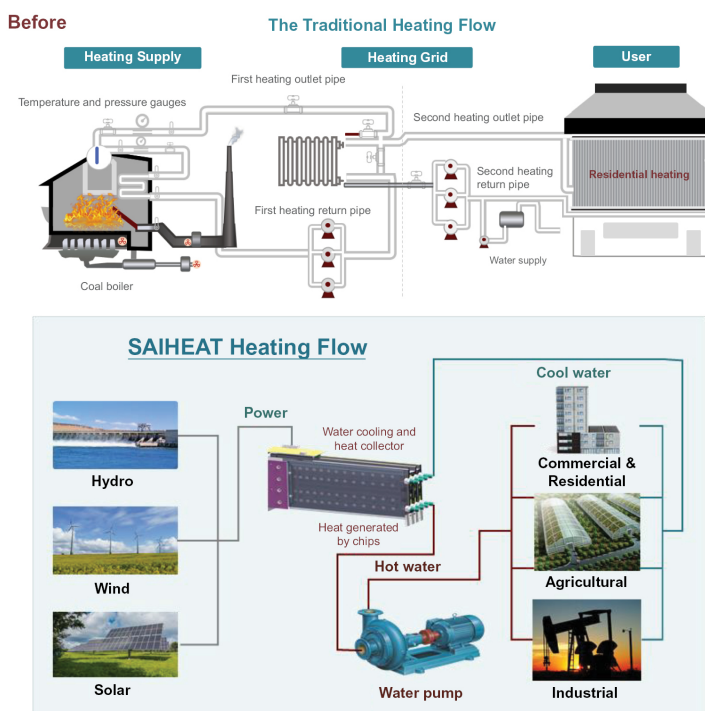 Before
The Traditional Heating Flow
Heating Supply
Heating Grid
User
First heating outlet pipe
Temperature and pressure gauges
Second heating outlet pipe
Second heating
return pipe
Residential heating
First heating return pipe
Water supply
Coal boiler
SAIHEAT Heating Flow
Cool water
Power
Water cooling and
heat collector
Hydro
Commercial &
Residential
Heat generated
by chips
Hot water
Wind
Agricultural
Solar
Water pump
Industrial